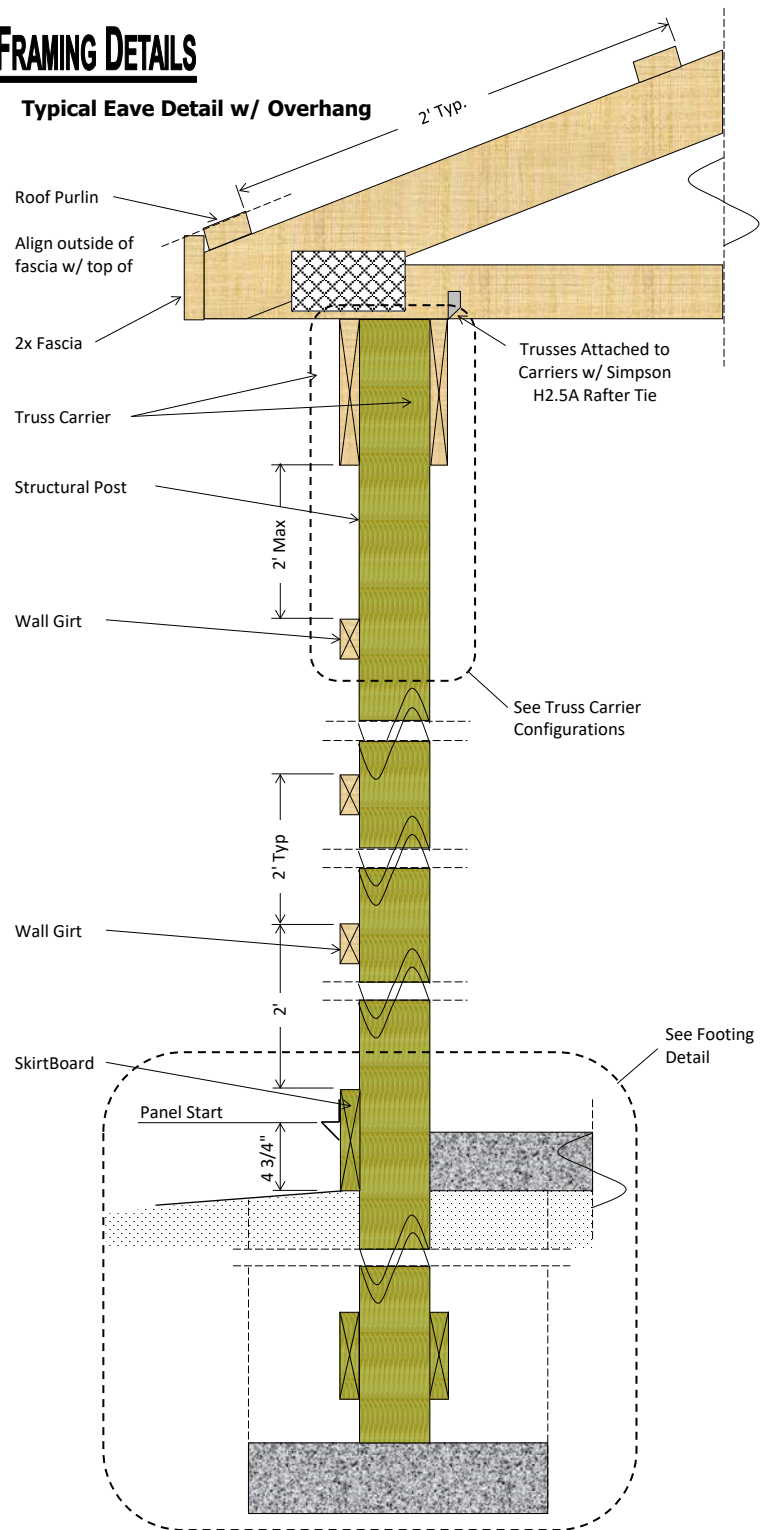 FRAMING DETAILS
Typical Eave Detail w/ Overhang
2' Typ.
Roof Purlin
Align outside of
fascia w/ top of
2x Fascia
Trusses Attached to
Carriers w/ Simpson
H2.5A Rafter Tie
Truss Carrier
Structural Post
2' Max
Wall Girt
See Truss Carrier
Configurations
2' Typ
Wall Girt
2'
See Footing
Detail
SkirtBoard
Panel Start
4 3/4"